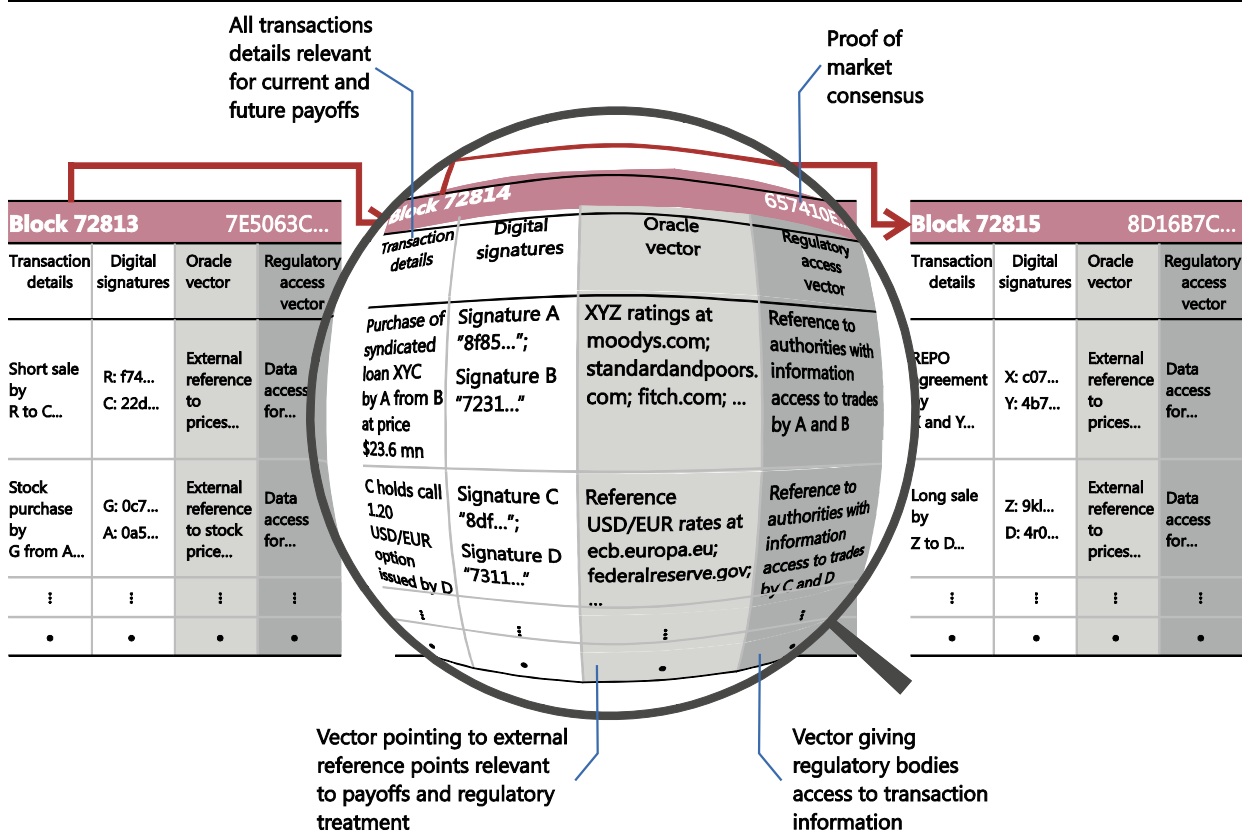 All transactions
details relevant
for current and
future payoffs
Proof of
market
consensus
Block 72813 7E5063C...
Transaction
details
Digital
signatures
Oracle
vector
Regulatory
access
vector
Short sale
by
R to C...
R: f74...
C: 22d...
External
reference
to
prices...
Data
access
for...
Stock
purchase
by
G from A...
G: 0c7...
A: 0a5...
External
reference
to stock
price...
Data
access
for...
Block 72814 657410E...
Transaction
details
Digital
signatures
Oracle
vector
Regulatory
access
vector
Purchase of
syndicated
loan XYC
by A from B
at price
$23.6 mn
Signature A
"8f85...";
Signature B
"7231..."
XYZ ratings at
moodys.com;
standardandpoors.
com; fitch.com; ...
Reference to
authorities with
information
access to trades
by A and B
C holds call
1.20
USD/EUR
option
issued by D
Signature C
"8df...";
Signature D
"7311..."
Reference
USD/EUR rates at
ecb.europa.eu;
federalreserve.gov;
...
Reference to
authorities with
information
access to trades
by C and D
Block 72815 8D16B7C...
Transaction
details
Digital
signatures
Oracle
vector
Regulatory
access
vector
REPO
agreement
by
X and Y...
X: c07...
Y: 4b7...
External
reference
to
prices...
Data
access
for...
Long sale
by
Z to D...
Z: 9kl...
D: 4r0...
External
reference
to
prices...
Data
access
for...
Vector pointing to external
reference points relevant
to payoffs and regulatory
treatment
Vector giving
regulatory bodies
access to transaction
information